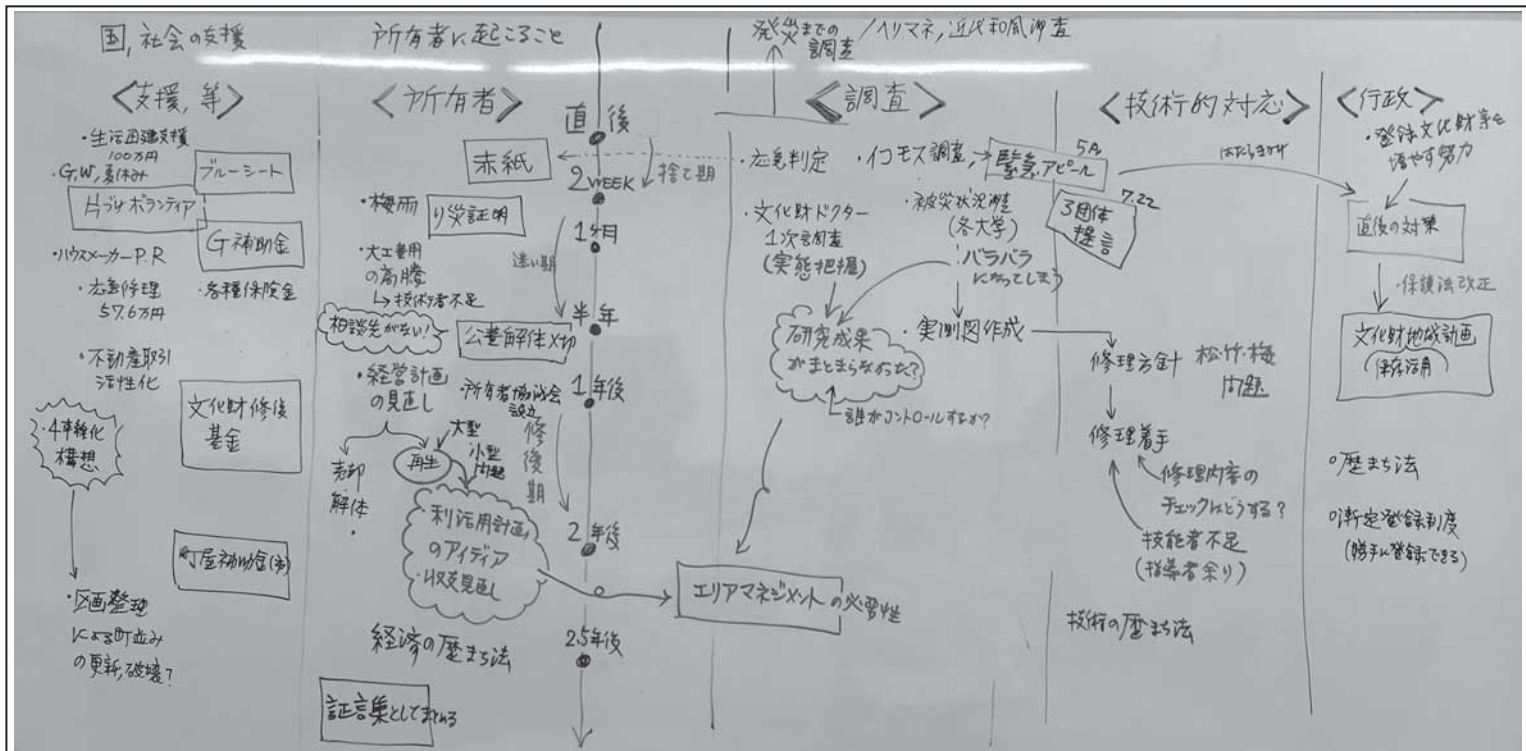 国,社会の支援
<支援,等>
・生活再建支援
100万円
・G.W,夏休み
ブルーシート
片づけボランティア
G補助金
・ハウスメーカーP.R
・応急修理
57.6万円
・各種保険金
・不動産取引
活性化
文化財修復
基金
・4車線化
構想
町屋補助金(市)
・区画整理
による町並み
の更新,破壊?
所有者に起こること
<所有者>
直後
赤紙
2WEEK
捨て期
・梅雨
り災証明
1ヶ月
・大工費用
の高騰
↳技術者不足
迷い期
半年
相談先がない!
公費解体〆切
・経営計画
の見直し
・所有者協議会
設立
1年後
大型
小型
問題
再生
修復期
売却
解体
・利活用計画,
のアイディア
・収支見直し
2年後
経済の歴まち法
2.5年後
証言集としてまとめる
発災までの
調査
/ヘリマネ,近代和風調査
<調査>
・応急判定
・イコモス調査
・文化財ドクター
1次調査
(実態把握)
・被災状況調査
(各大学)
バラバラ
になってしまう
研究成果
がまとまらなかった?
・実測図作成
誰がコントロールするか?
エリアマネジメントの必要性
<技術的対応>
5月
緊急アピール
7.22
3団体
提言
はたらきかけ
修理方針
松・竹・梅
問題
修理着手
修理内容の
チェックはどうする?
技能者不足
(指導者余り)
技術の歴まち法
<行政>
・登録文化財等を
増やす努力
直後の対策
・保護法改正
文化財地域計画
(保存活用)
○歴まち法
○暫定登録制度
(勝手に登録できる)